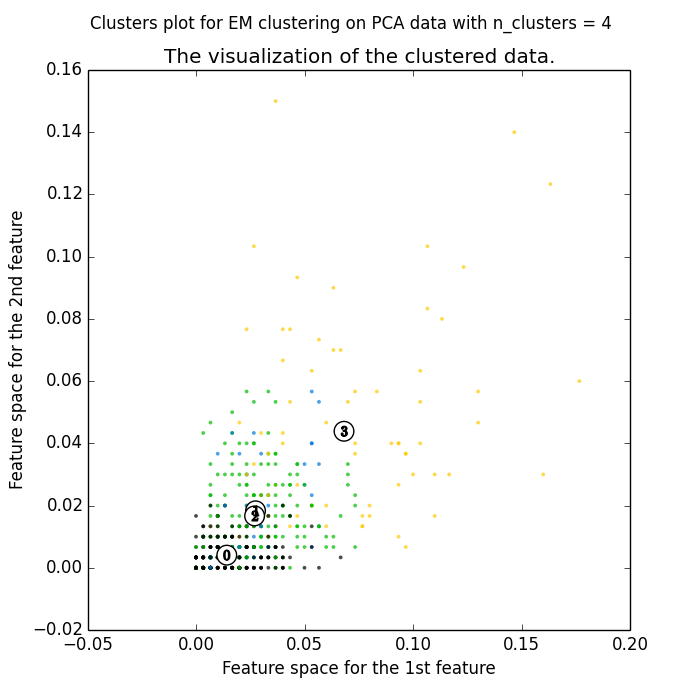 Clusters plot for EM clustering on PCA data with n_clusters = 4
The visualization of the clustered data.
0.16
0.14
0.12
0.10
0.08
0.06
0.04
0.02
0.00
−0.02
Feature space for the 2nd feature
3
1
2
0
−0.05 0.00 0.05 0.10 0.15 0.20
Feature space for the 1st feature